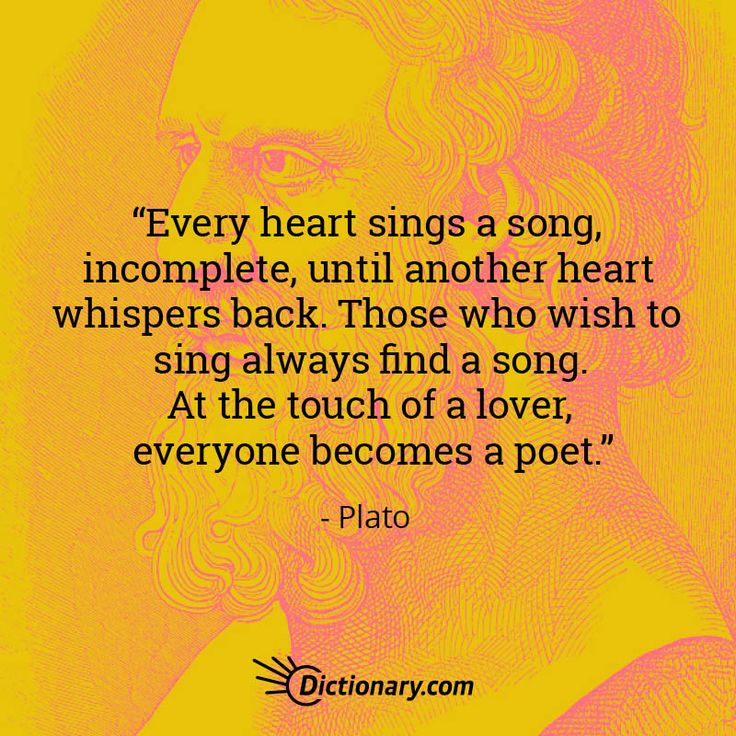 “Every heart sings a song,
incomplete, until another heart
whispers back. Those who wish to
sing always find a song.
At the touch of a lover,
everyone becomes a poet.”
- Plato
Dictionary.com